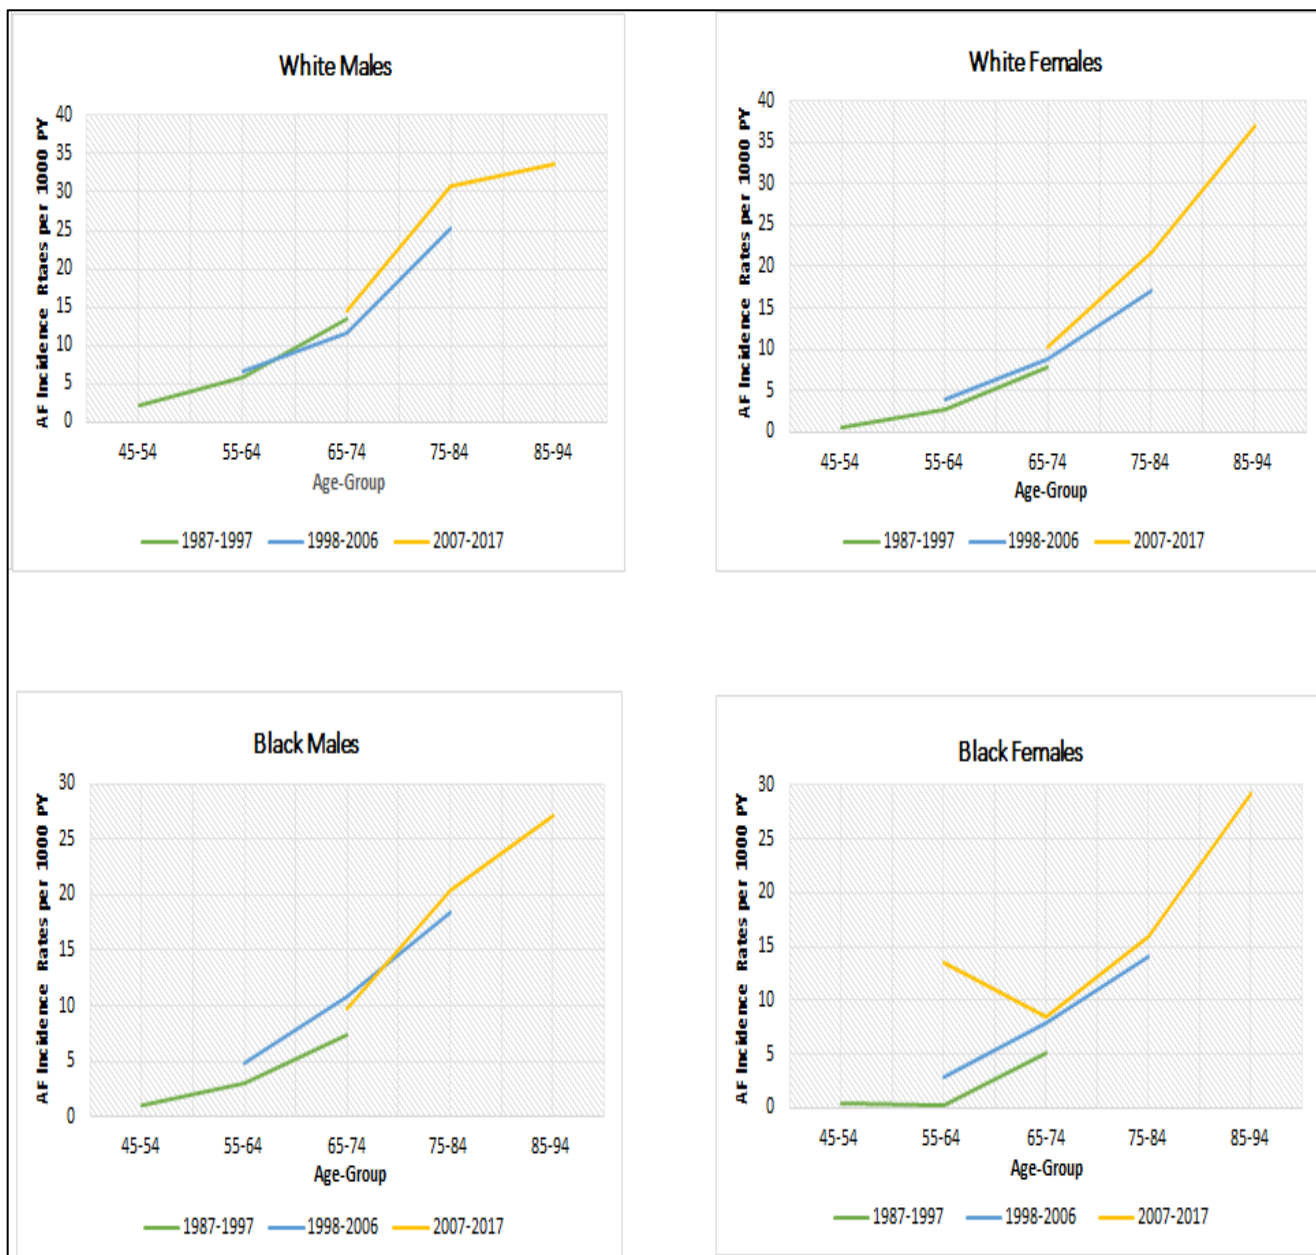 White Males
AF Incidence Rtaes per 1000 PY
40
35
30
25
20
15
10
5
0
45-54 55-64 65-74 75-84 85-94
Age-Group
1987-1997 1998-2006 2007-2017
White Females
AF Incidence Rates per 1000 PY
40
35
30
25
20
15
10
5
0
45-54 55-64 65-74 75-84 85-94
Age-Group
1987-1997 1998-2006 2007-2017
Black Males
AF Incidence Rates per 1000 PY
30
25
20
15
10
5
0
45-54 55-64 65-74 75-84 85-94
Age-Group
1987-1997 1998-2006 2007-2017
Black Females
AF Incidence Rates per 1000 PY
30
25
20
15
10
5
0
45-54 55-64 65-74 75-84 85-94
Age-Group
1987-1997 1998-2006 2007-2017